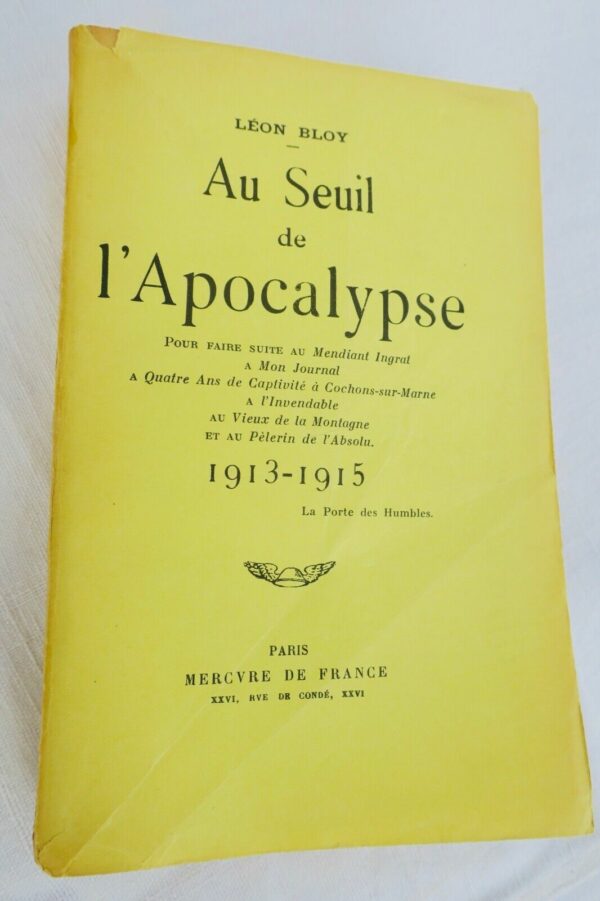 LÉON BLOY
Au Seuil
de
l'Apocalypse
POUR FAIRE SUITE AU Mendiant Ingrat
A Mon Journal
A Quatre Ans de Captivité à Cochons-sur-Marne
A l'Invendable
AU Vieux de la Montagne
ET AU Pèlerin de l'Absolu.
1913-1915
La Porte des Humbles.
PARIS
MERCVRE DE FRANCE
XXVI, RVE DE CONDÉ, XXVI